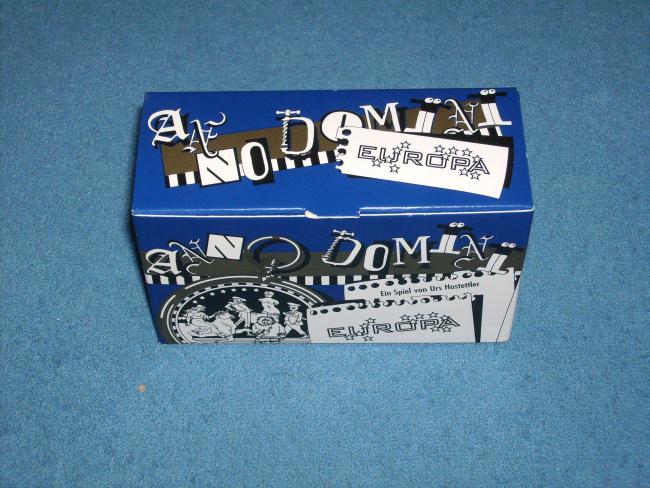 ANNO DOMINI
EUROPA
ANNO DOMINI
Ein Spiel von Urs Hostettler
EUROPA